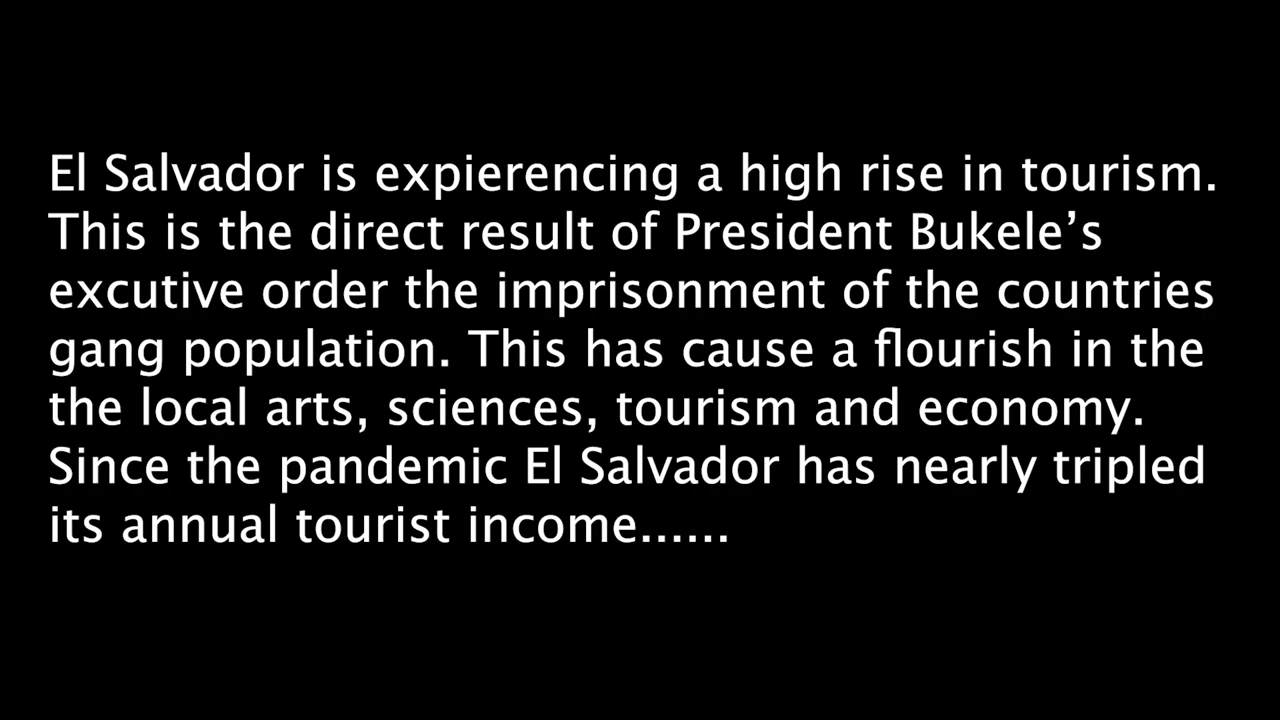 El Salvador is expierencing a high rise in tourism.
This is the direct result of President Bukele’s
excutive order the imprisonment of the countries
gang population. This has cause a flourish in the
the local arts, sciences, tourism and economy.
Since the pandemic El Salvador has nearly tripled
its annual tourist income......